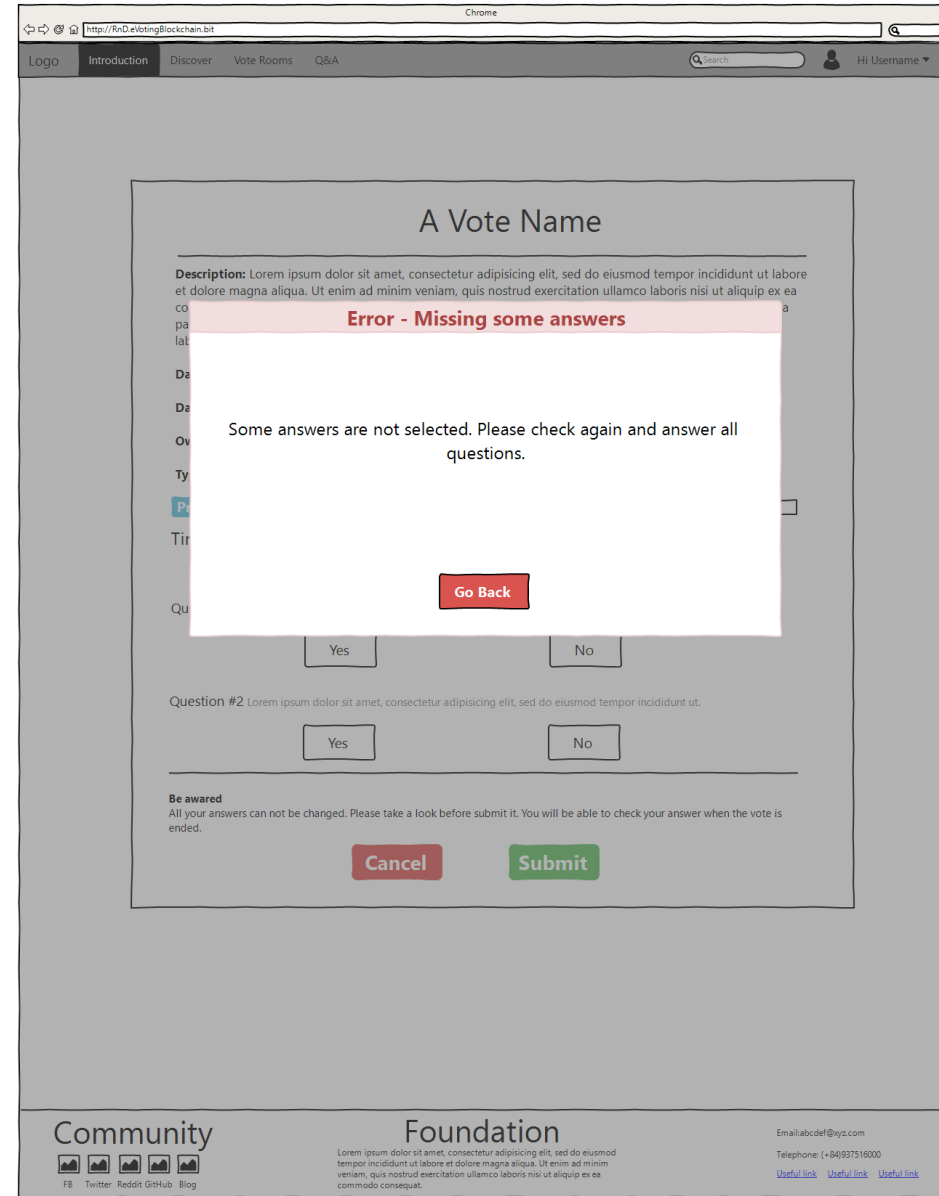 Chrome
http://RnD.eVotingBlockchain.bit
Logo Introduction Discover Vote Rooms Q&A Search Hi Username
A Vote Name
Description: Lorem ipsum dolor sit amet, consectetur adipisicing elit, sed do eiusmod tempor incididunt ut labore
et dolore magna aliqua. Ut enim ad minim veniam, quis nostrud exercitation ullamco laboris nisi ut aliquip ex ea
Error - Missing some answers
Some answers are not selected. Please check again and answer all
questions.
Go Back
Yes No
Question #2 Lorem ipsum dolor sit amet, consectetur adipisicing elit, sed do eiusmod tempor incididunt ut.
Yes No
Be awared
All your answers can not be changed. Please take a look before submit it. You will be able to check your answer when the vote is
ended.
Cancel Submit
Community
FB Twitter Reddit GitHub Blog
Foundation
Lorem ipsum dolor sit amet, consectetur adipisicing elit, sed do eiusmod
tempor incididunt ut labore et dolore magna aliqua. Ut enim ad minim
veniam, quis nostrud exercitation ullamco laboris nisi ut aliquip ex ea
commodo consequat.
Email:abcdef@xyz.com
Telephone: (+84)937516000
Useful link Useful link Useful link